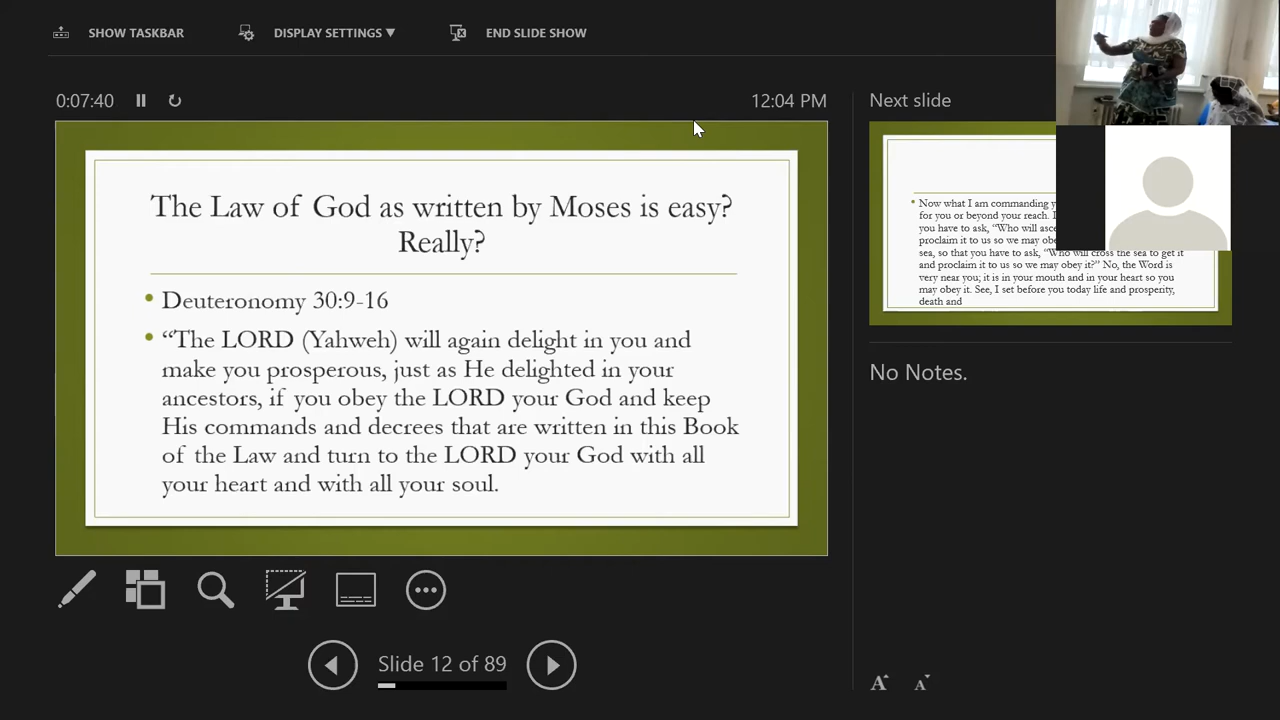 SHOW TASKBAR
DISPLAY SETTINGS ▼
END SLIDE SHOW
0:07:40
12:04 PM
The Law of God as written by Moses is easy?
Really?
• Deuteronomy 30:9-16
• “The LORD (Yahweh) will again delight in you and
make you prosperous, just as He delighted in your
ancestors, if you obey the LORD your God and keep
His commands and decrees that are written in this Book
of the Law and turn to the LORD your God with all
your heart and with all your soul.
Slide 12 of 89
Next slide
• Now what I am commanding
for you or beyond your reach.
you have to ask, “Who will
proclaim it to us so we may
sea, so that you have to ask, “Who will cross the sea to get it
and proclaim it to us so we may obey it?” No, the Word is
very near you; it is in your mouth and in your heart so you
may obey it. See, I set before you today life and prosperity,
death and
No Notes.
A A